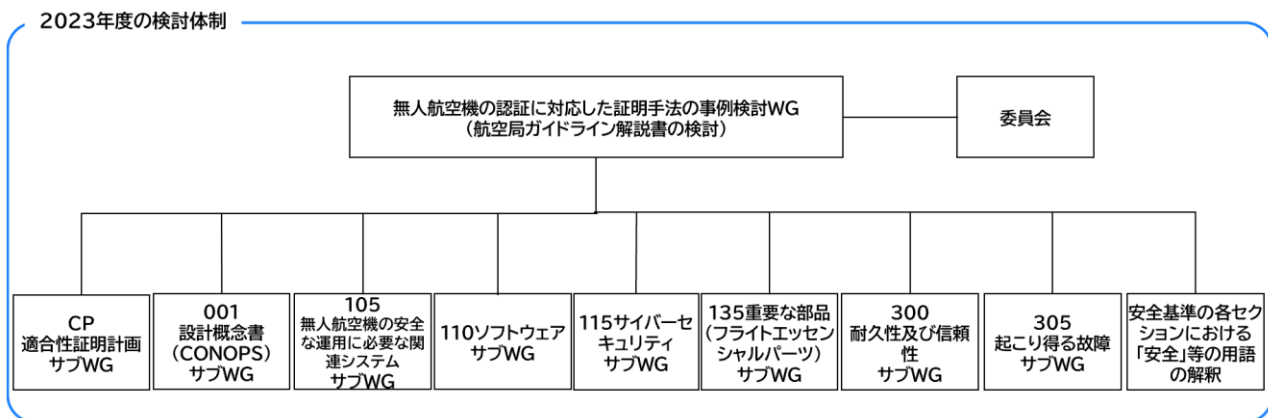 2023年度の検討体制
無人航空機の認証に対応した証明手法の事例検討WG
（航空局ガイドライン解説書の検討）
委員会
CP
適合性証明計画
サブWG
001
設計概念書
（CONOPS）
サブWG
105
無人航空機の安全
な運用に必要な関
連システム
サブWG
110ソフトウェア
サブWG
115サイバーセ
キュリティ
サブWG
135重要な部品
（フライトエッセン
シャルパーツ）
サブWG
300
耐久性及び信頼
性
サブWG
305
起こり得る故障
サブWG
安全基準の各セク
ションにおける
「安全」等の用語
の解釈